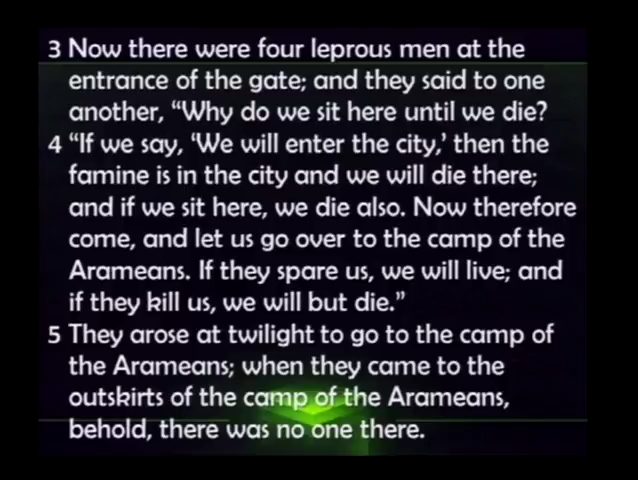 3 Now there were four leprous men at the
entrance of the gate; and they said to one
another, “Why do we sit here until we die?
4 “If we say, ‘We will enter the city,’ then the
famine is in the city and we will die there;
and if we sit here, we die also. Now therefore
come, and let us go over to the camp of the
Arameans. If they spare us, we will live; and
if they kill us, we will but die.”
5 They arose at twilight to go to the camp of
the Arameans; when they came to the
outskirts of the camp of the Arameans,
behold, there was no one there.